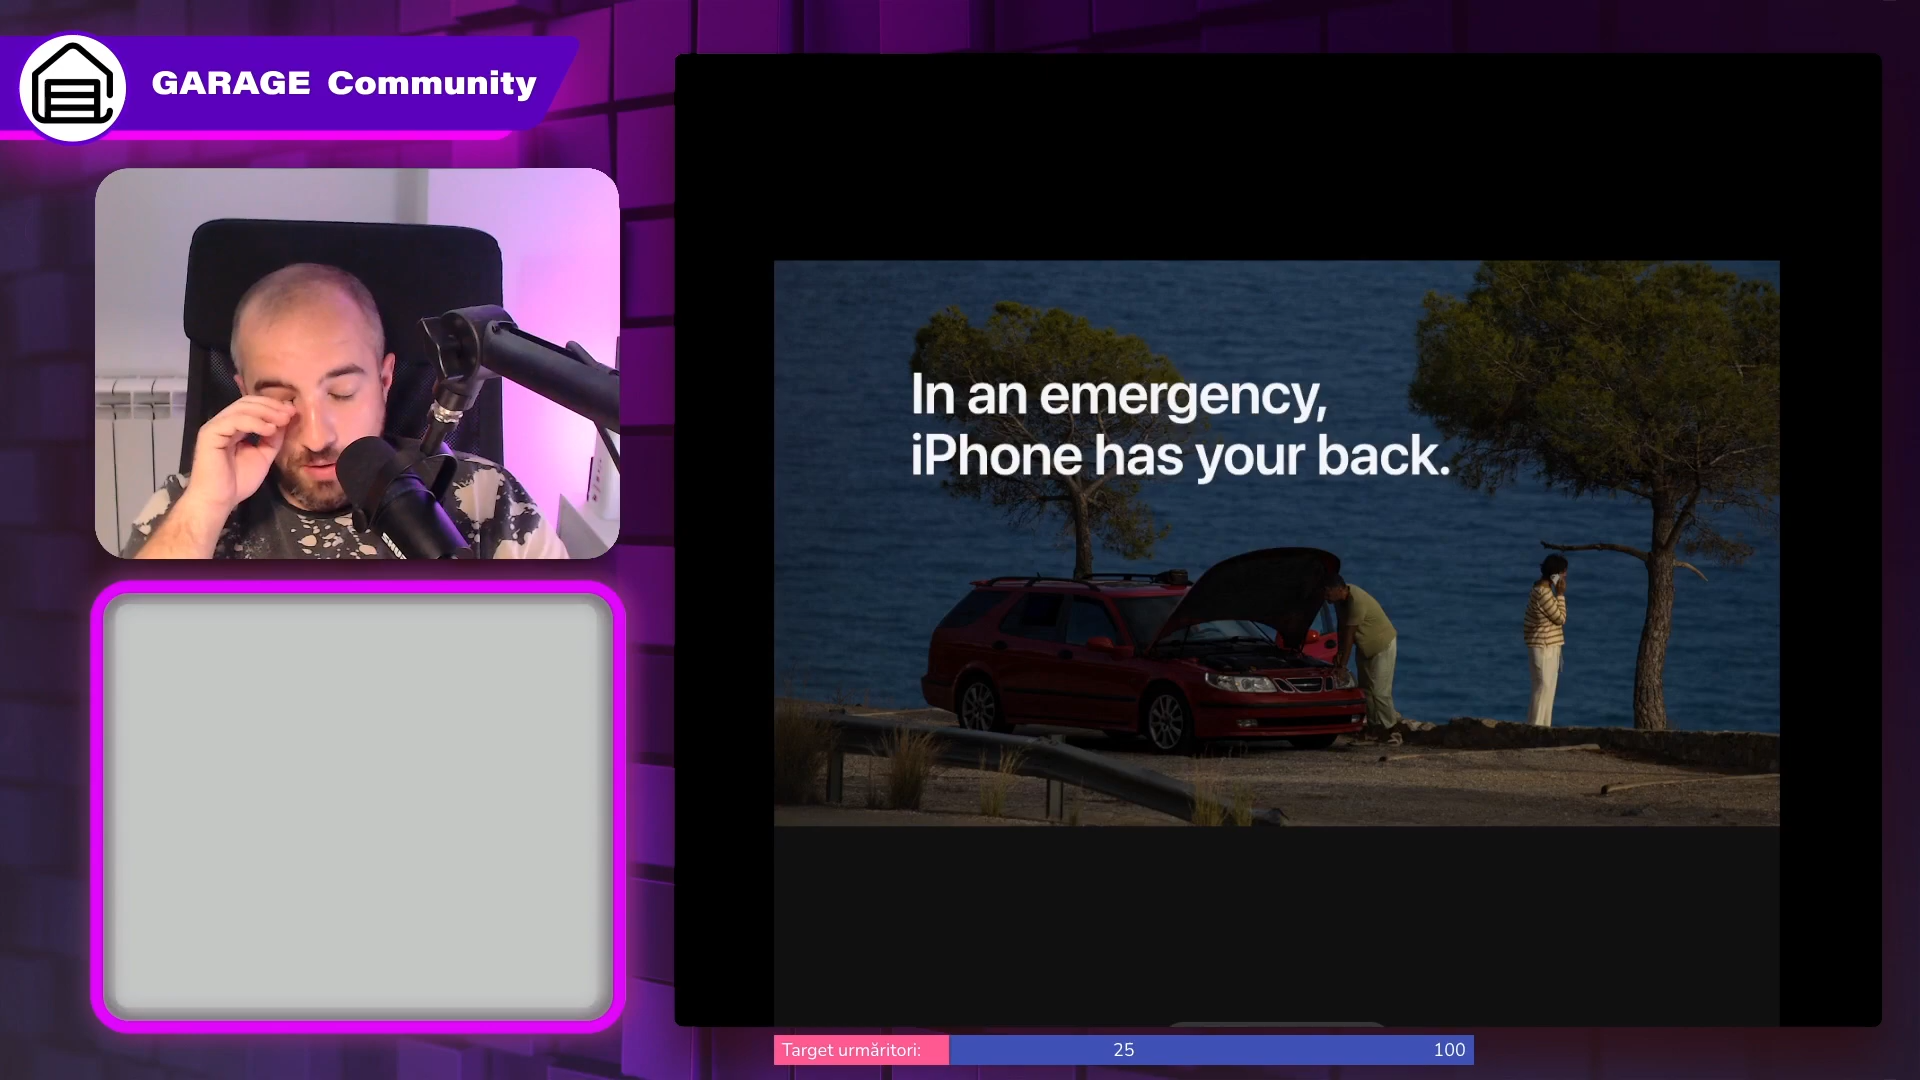 GARAGE Community
In an emergency,
iPhone has your back.
Target urmăritori: 25 100